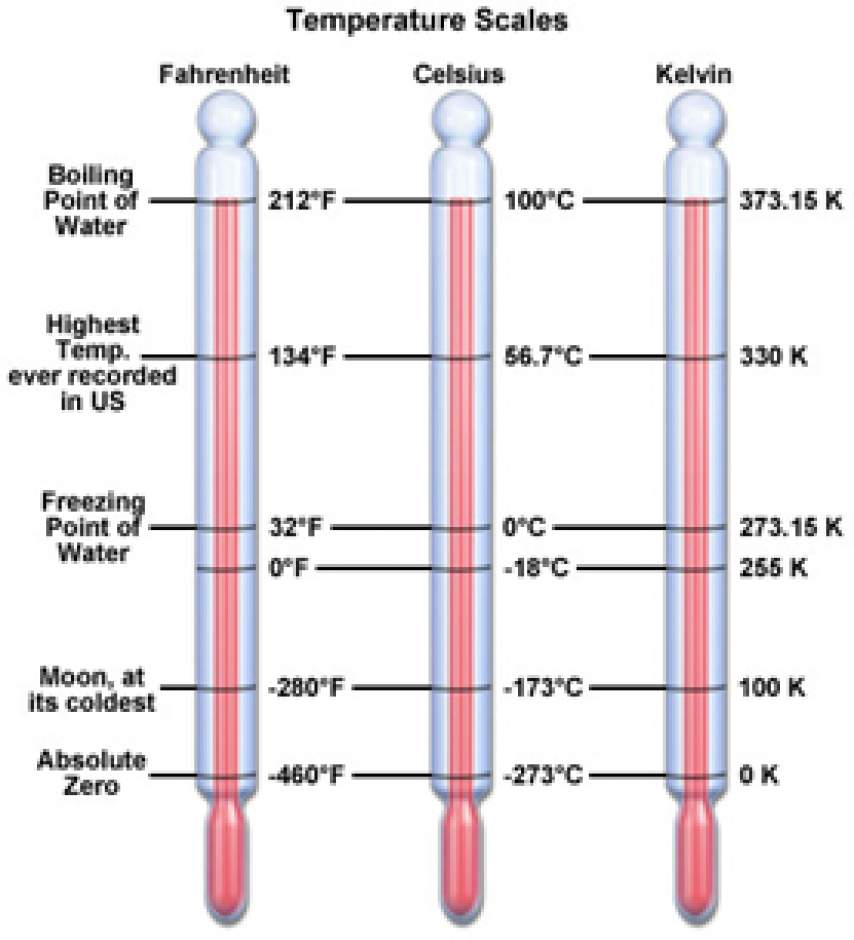 Temperature Scales
Fahrenheit Celsius Kelvin
Boiling
Point of
Water
212°F 100°C 373.15 K
Highest
Temp.
ever recorded
in US
134°F 56.7°C 330 K
Freezing
Point of
Water
32°F 0°C 273.15 K
0°F -18°C 255 K
Moon, at
its coldest
-280°F -173°C 100 K
Absolute
Zero
-460°F -273°C 0 K